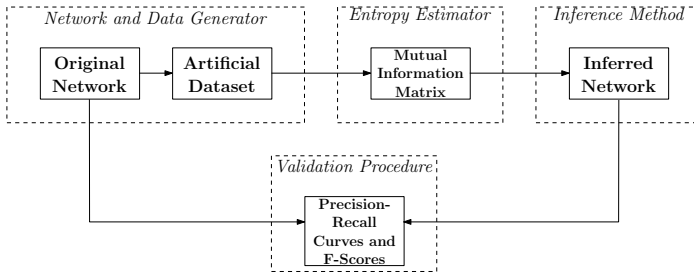 Network and Data Generator
Entropy Estimator
Inference Method
Original
Network
Artificial
Dataset
Mutual
Information
Matrix
Inferred
Network
Validation Procedure
Precision-
Recall
Curves and
F-Scores